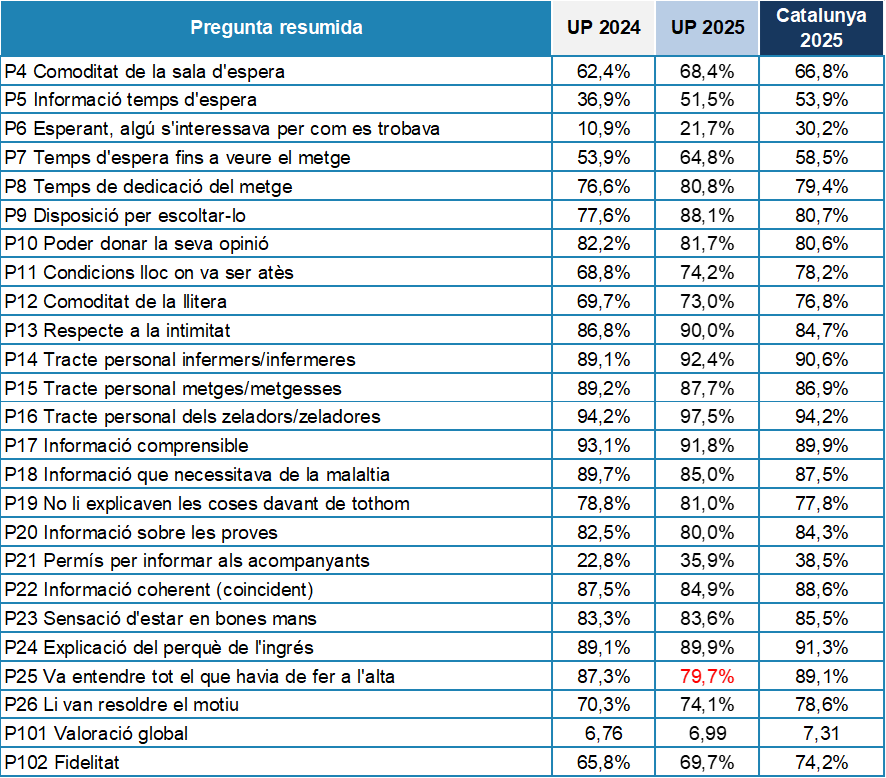 Pregunta resumida UP 2024 UP 2025 Catalunya 2025
P4 Comoditat de la sala d'espera 62,4% 68,4% 66,8%
P5 Informació temps d'espera 36,9% 51,5% 53,9%
P6 Esperant, algú s'interessava per com es trobava 10,9% 21,7% 30,2%
P7 Temps d'espera fins a veure el metge 53,9% 64,8% 58,5%
P8 Temps de dedicació del metge 76,6% 80,8% 79,4%
P9 Disposició per escoltar-lo 77,6% 88,1% 80,7%
P10 Poder donar la seva opinió 82,2% 81,7% 80,6%
P11 Condicions lloc on va ser atès 68,8% 74,2% 78,2%
P12 Comoditat de la llitera 69,7% 73,0% 76,8%
P13 Respecte a la intimitat 86,8% 90,0% 84,7%
P14 Tracte personal infermers/infermeres 89,1% 92,4% 90,6%
P15 Tracte personal metges/metgesses 89,2% 87,7% 86,9%
P16 Tracte personal dels zeladors/zeladores 94,2% 97,5% 94,2%
P17 Informació comprensible 93,1% 91,8% 89,9%
P18 Informació que necessitava de la malaltia 89,7% 85,0% 87,5%
P19 No li explicaven les coses davant de tothom 78,8% 81,0% 77,8%
P20 Informació sobre les proves 82,5% 80,0% 84,3%
P21 Permís per informar als acompanyants 22,8% 35,9% 38,5%
P22 Informació coherent (coincident) 87,5% 84,9% 88,6%
P23 Sensació d'estar en bones mans 83,3% 83,6% 85,5%
P24 Explicació del perquè de l'ingrés 89,1% 89,9% 91,3%
P25 Va entendre tot el que havia de fer a l'alta 87,3% 79,7% 89,1%
P26 Li van resoldre el motiu 70,3% 74,1% 78,6%
P101 Valoració global 6,76 6,99 7,31
P102 Fidelitat 65,8% 69,7% 74,2%